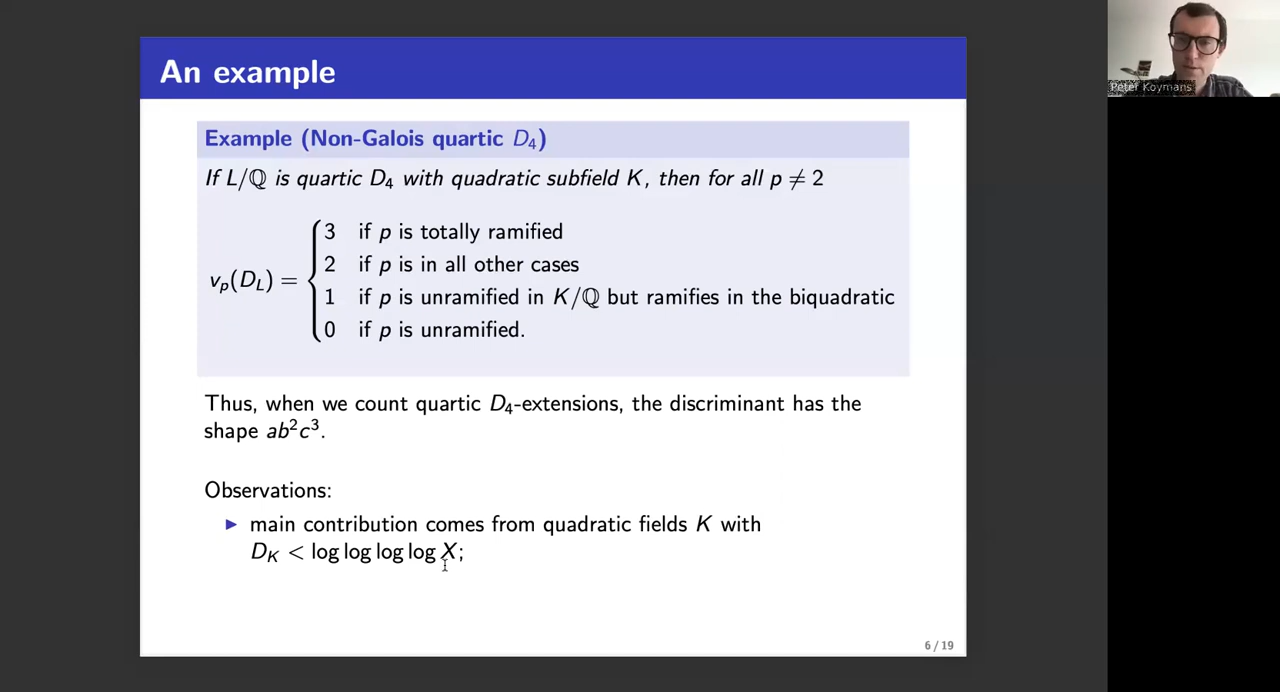 An example
Example (Non-Galois quartic D₄)
If L/ℚ is quartic D₄ with quadratic subfield K, then for all p ≠ 2
vₚ(D_L) =
3 if p is totally ramified
2 if p is in all other cases
1 if p is unramified in K/ℚ but ramifies in the biquadratic
0 if p is unramified.
Thus, when we count quartic D₄-extensions, the discriminant has the
shape ab²c³.
Observations:
▶ main contribution comes from quadratic fields K with
D_K < log log log log X;
6 / 19
Peter Koymans